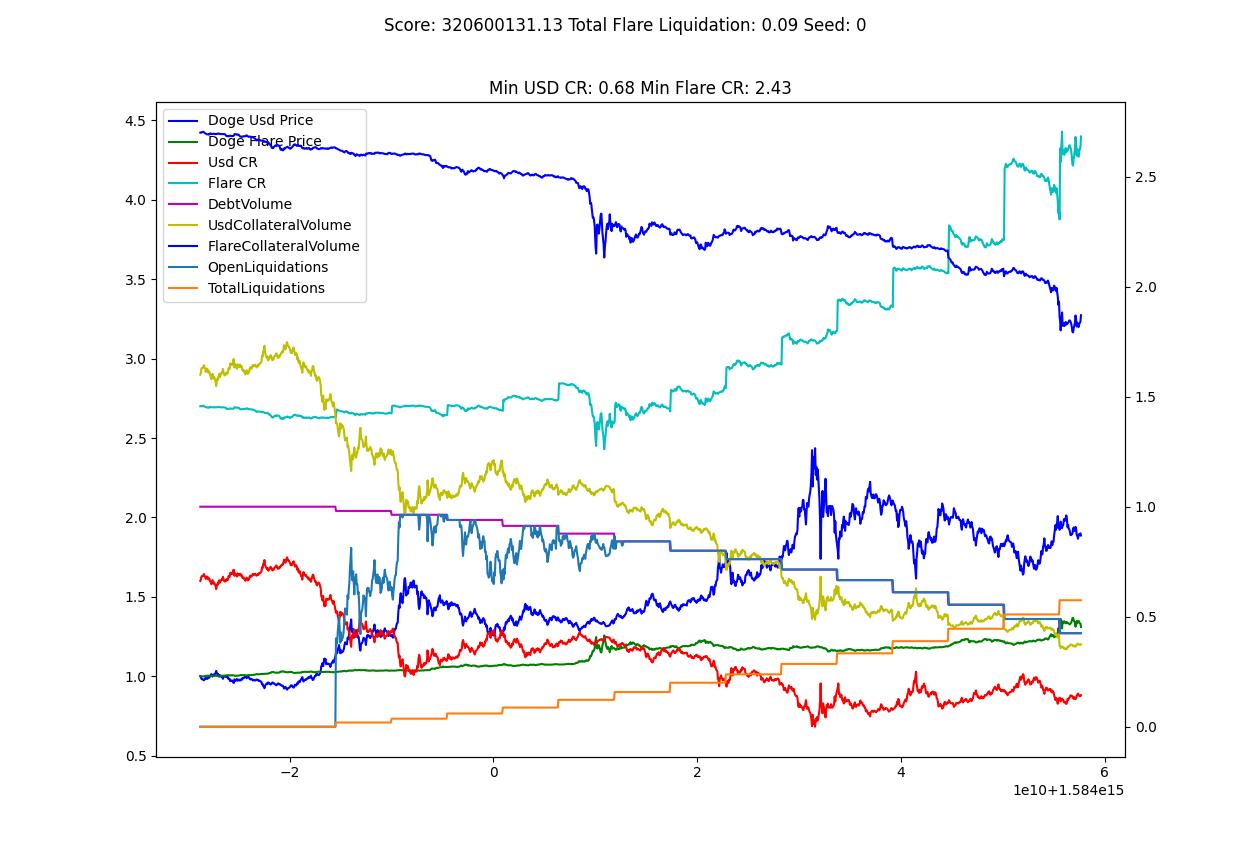 Score: 320600131.13 Total Flare Liquidation: 0.09 Seed: 0
Min USD CR: 0.68 Min Flare CR: 2.43
Doge Usd Price
Doge Flare Price
Usd CR
Flare CR
DebtVolume
UsdCollateralVolume
FlareCollateralVolume
OpenLiquidations
TotalLiquidations
4.5
4.0
3.5
3.0
2.5
2.0
1.5
1.0
0.5
2.5
2.0
1.5
1.0
0.5
0.0
−2
0
2
4
6
1e10+1.584e15